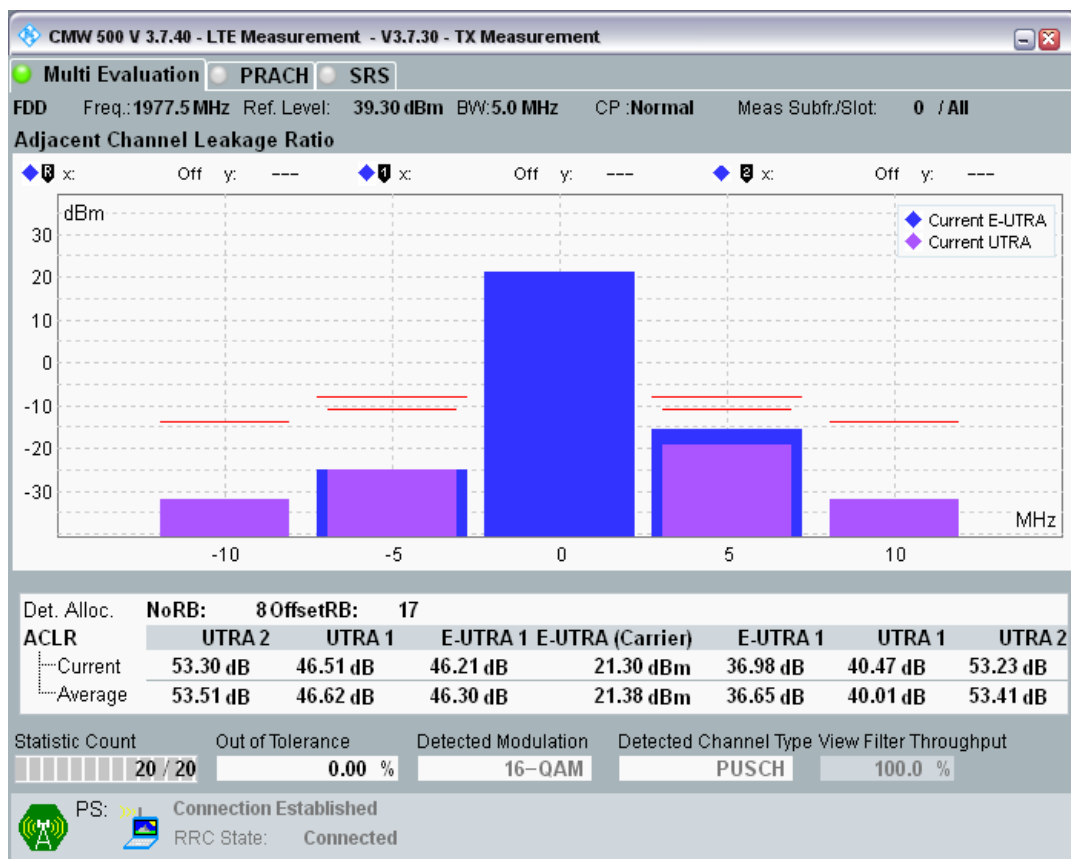 CMW 500 V 3.7.40 - LTE Measurement - V3.7.30 - TX Measurement
Multi Evaluation PRACH SRS
FDD Freq.: 1977.5 MHz Ref. Level: 39.30 dBm BW: 5.0 MHz CP : Normal Meas Subfr./Slot: 0 / All
Adjacent Channel Leakage Ratio
R x: Off y: --- 1 x: Off y: --- 2 x: Off y: ---
dBm
Current E-UTRA
Current UTRA
30
20
10
0
-10
-20
-30
MHz
-10 -5 0 5 10
Det. Alloc. NoRB: 8 OffsetRB: 17
ACLR UTRA 2 UTRA 1 E-UTRA 1 E-UTRA (Carrier) E-UTRA 1 UTRA 1 UTRA 2
Current 53.30 dB 46.51 dB 46.21 dB 21.30 dBm 36.98 dB 40.47 dB 53.23 dB
Average 53.51 dB 46.62 dB 46.30 dB 21.38 dBm 36.65 dB 40.01 dB 53.41 dB
Statistic Count Out of Tolerance Detected Modulation Detected Channel Type View Filter Throughput
20 / 20 0.00 % 16-QAM PUSCH 100.0 %
PS: Connection Established
RRC State: Connected